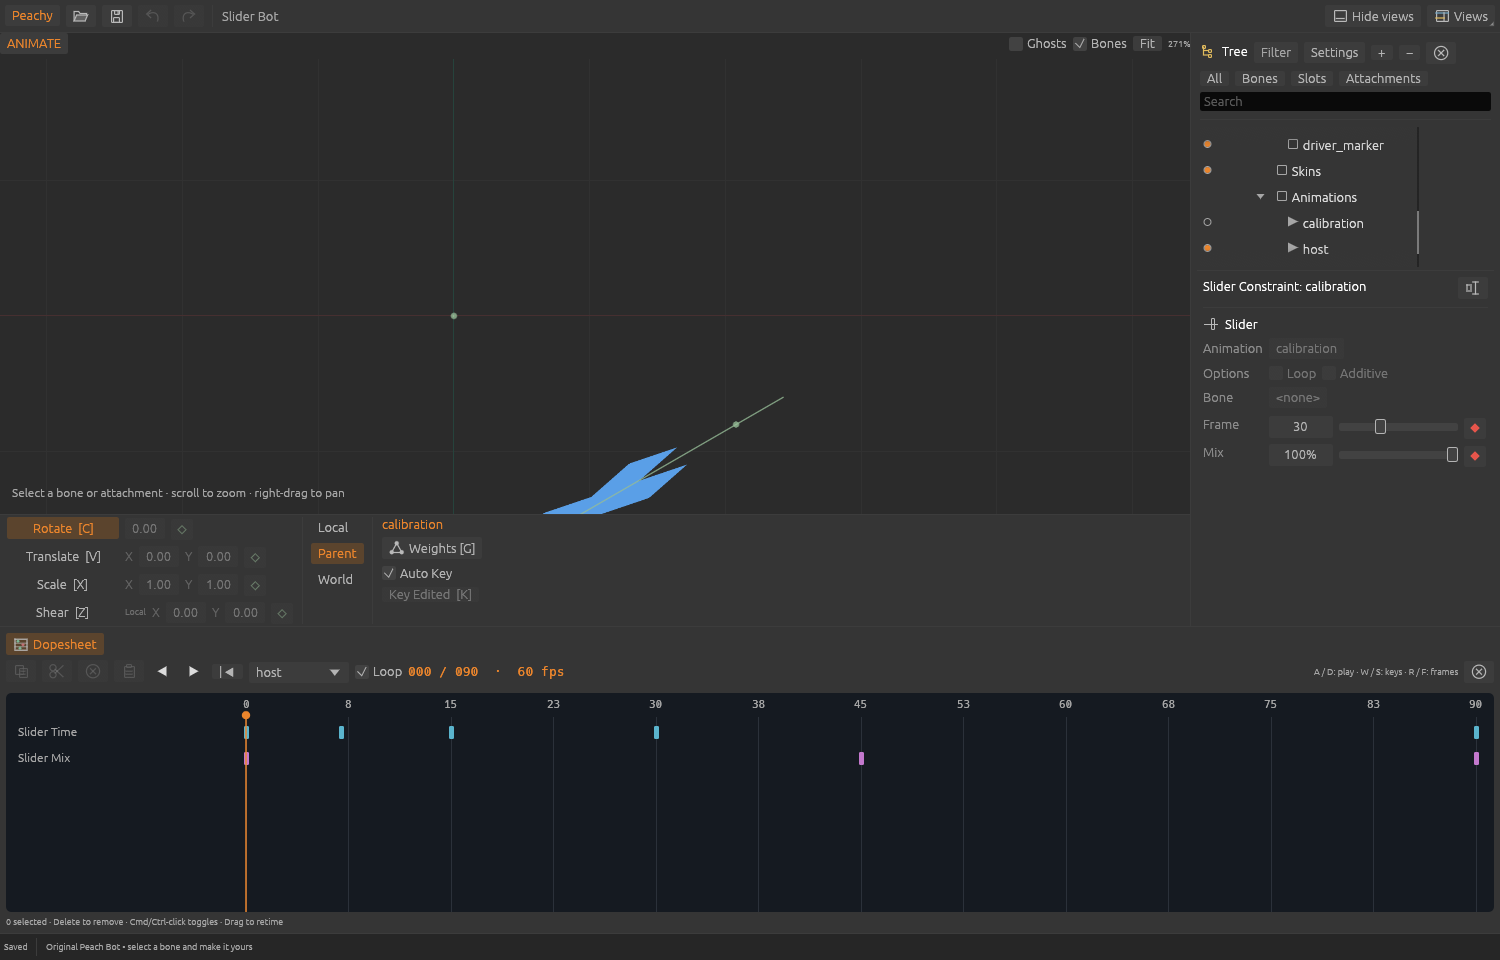 Peachy Slider Bot Hide views Views
ANIMATE Ghosts Bones Fit 271%
Tree Filter Settings + −
All Bones Slots Attachments
Search
driver_marker
Skins
Animations
calibration
host
Slider Constraint: calibration
Slider
Animation calibration
Options Loop Additive
Bone <none>
Frame 30
Mix 100%
Select a bone or attachment · scroll to zoom · right-drag to pan
Rotate [C] 0.00
Translate [V] X 0.00 Y 0.00
Scale [X] X 1.00 Y 1.00
Shear [Z] Local X 0.00 Y 0.00
Local
Parent
World
calibration
Weights [G]
Auto Key
Key Edited [K]
Dopesheet
host Loop 000 / 090 · 60 fps A / D: play · W / S: keys · R / F: frames
0 8 15 23 30 38 45 53 60 68 75 83 90
Slider Time
Slider Mix
0 selected · Delete to remove · Cmd/Ctrl-click toggles · Drag to retime
Saved Original Peach Bot • select a bone and make it yours